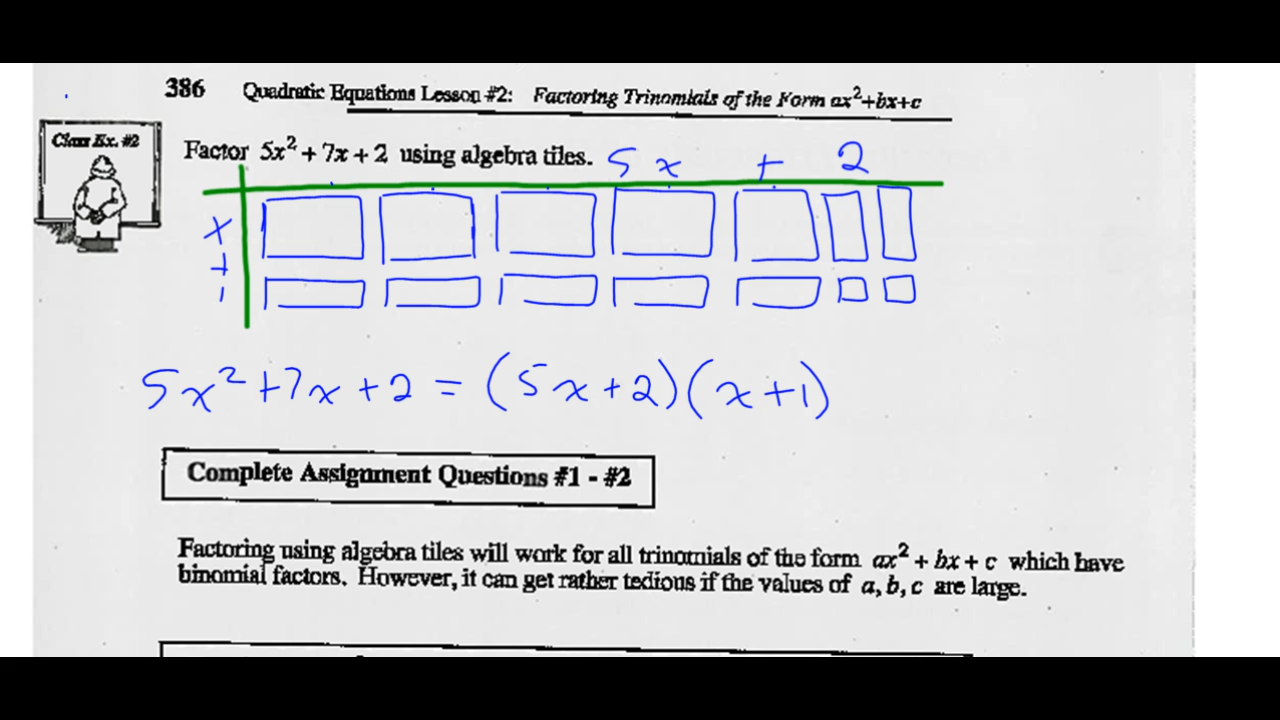 386 Quadratic Equations Lesson #2: Factoring Trinomials of the Form ax²+bx+c
Class Ex. #2
Factor 5x² + 7x + 2 using algebra tiles.
5x + 2
x
+
1
5x² + 7x + 2 = (5x + 2)(x + 1)
Complete Assignment Questions #1 - #2
Factoring using algebra tiles will work for all trinomials of the form ax² + bx + c which have
binomial factors. However, it can get rather tedious if the values of a, b, c are large.